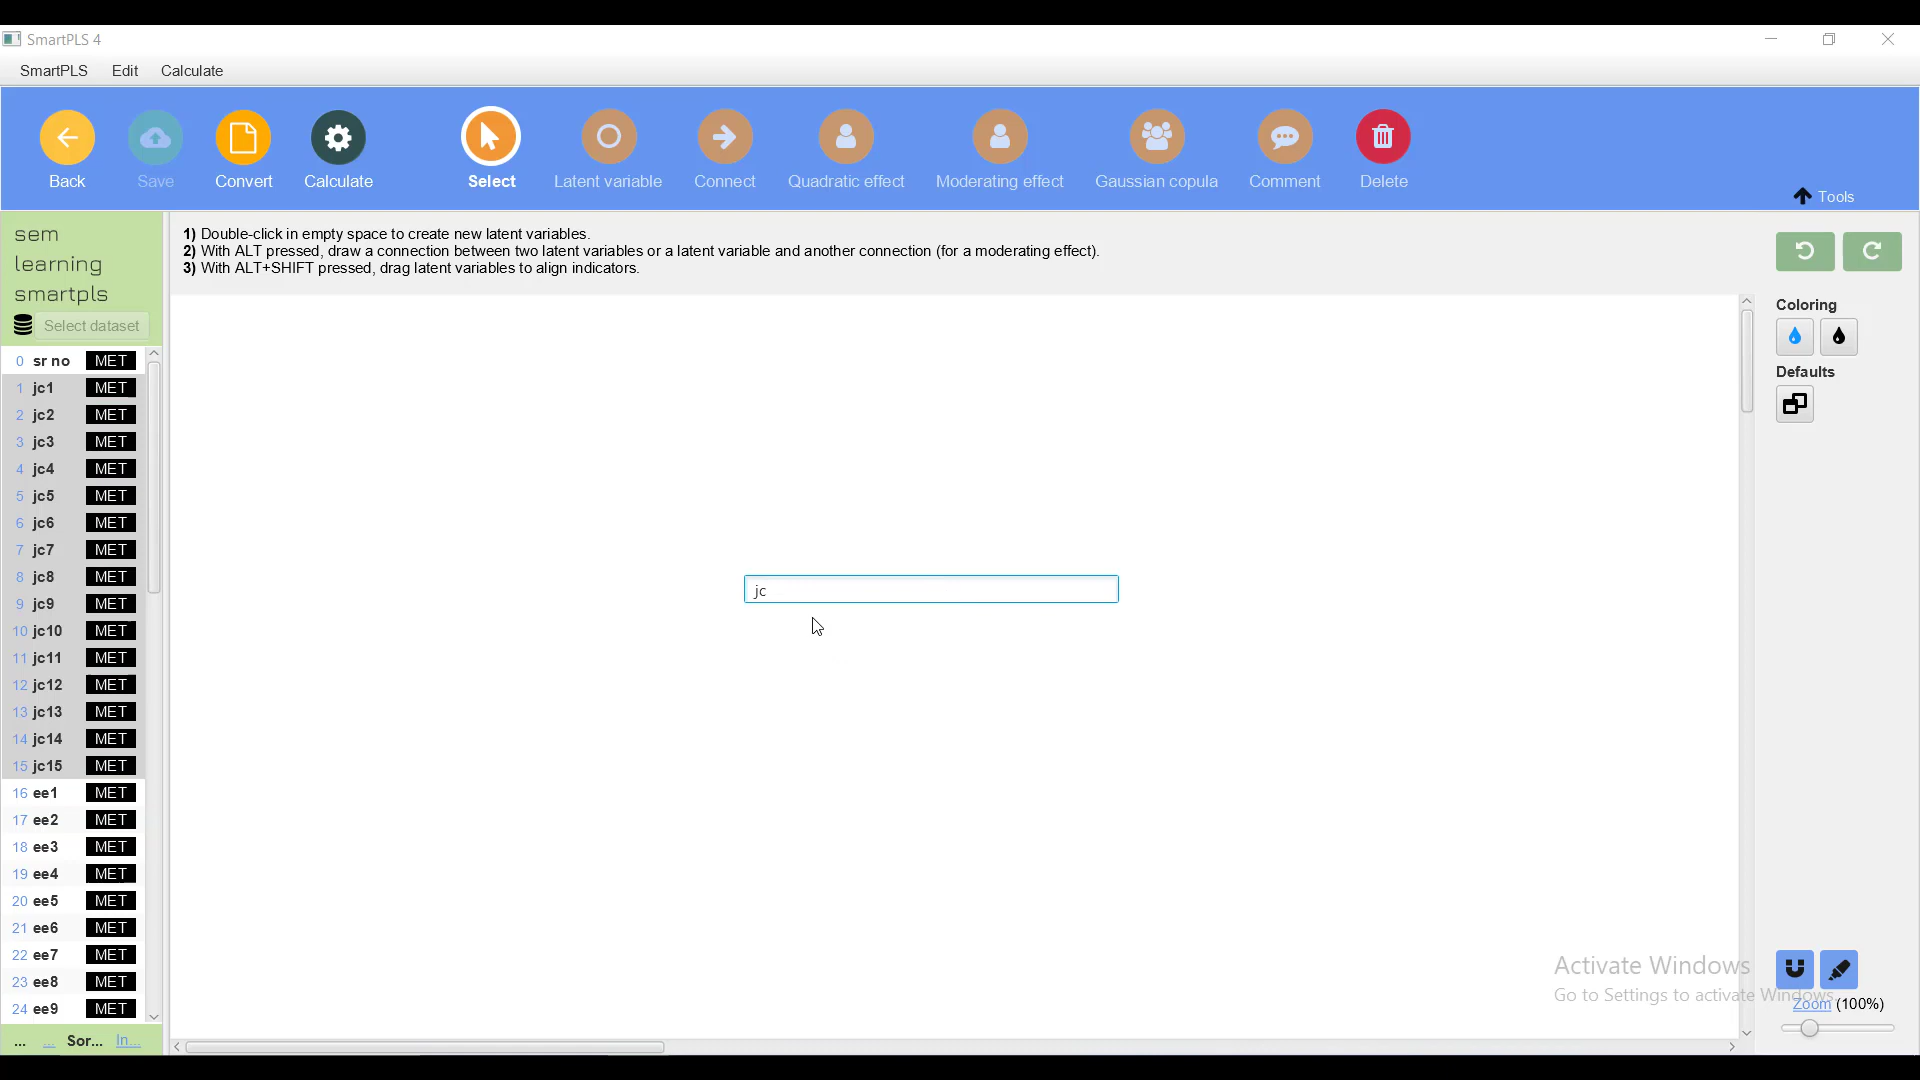 SmartPLS 4
SmartPLS Edit Calculate
Back Save Convert Calculate Select Latent variable Connect Quadratic effect Moderating effect Gaussian copula Comment Delete
Tools
sem
learning
smartpls
Select dataset
1) Double-click in empty space to create new latent variables.
2) With ALT pressed, draw a connection between two latent variables or a latent variable and another connection (for a moderating effect).
3) With ALT+SHIFT pressed, drag latent variables to align indicators.
0 sr no MET
1 jc1 MET
2 jc2 MET
3 jc3 MET
4 jc4 MET
5 jc5 MET
6 jc6 MET
7 jc7 MET
8 jc8 MET
9 jc9 MET
10 jc10 MET
11 jc11 MET
12 jc12 MET
13 jc13 MET
14 jc14 MET
15 jc15 MET
16 ee1 MET
17 ee2 MET
18 ee3 MET
19 ee4 MET
20 ee5 MET
21 ee6 MET
22 ee7 MET
23 ee8 MET
24 ee9 MET
... ... Sor... In...
jc
Coloring
Defaults
Activate Windows
Go to Settings to activate Windows.
Zoom (100%)